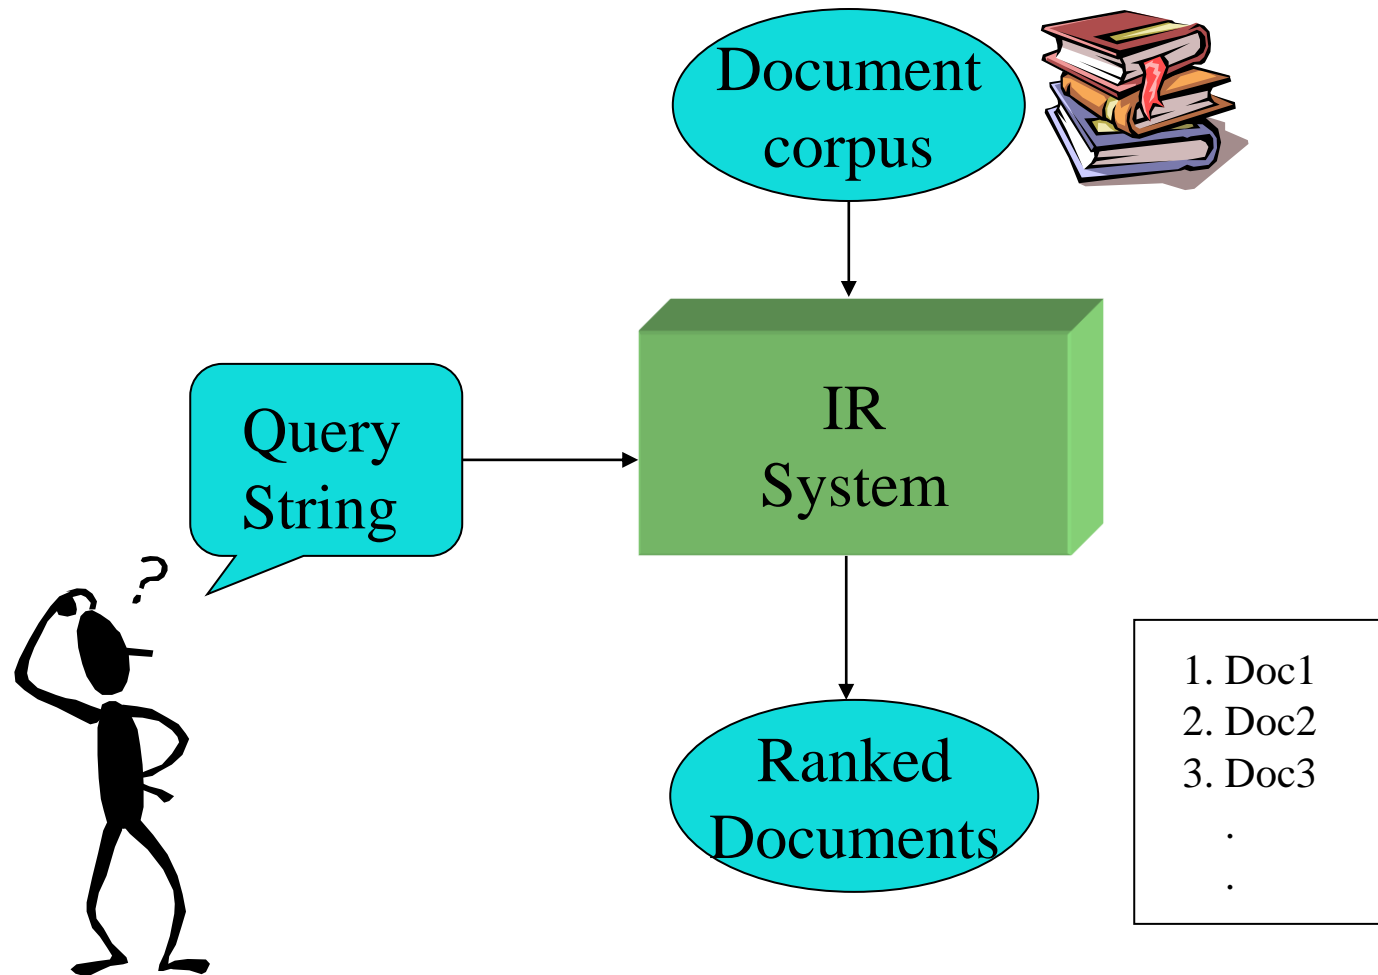 Document
corpus
IR
System
Query
String
?
Ranked
Documents
1. Doc1
2. Doc2
3. Doc3
.
.